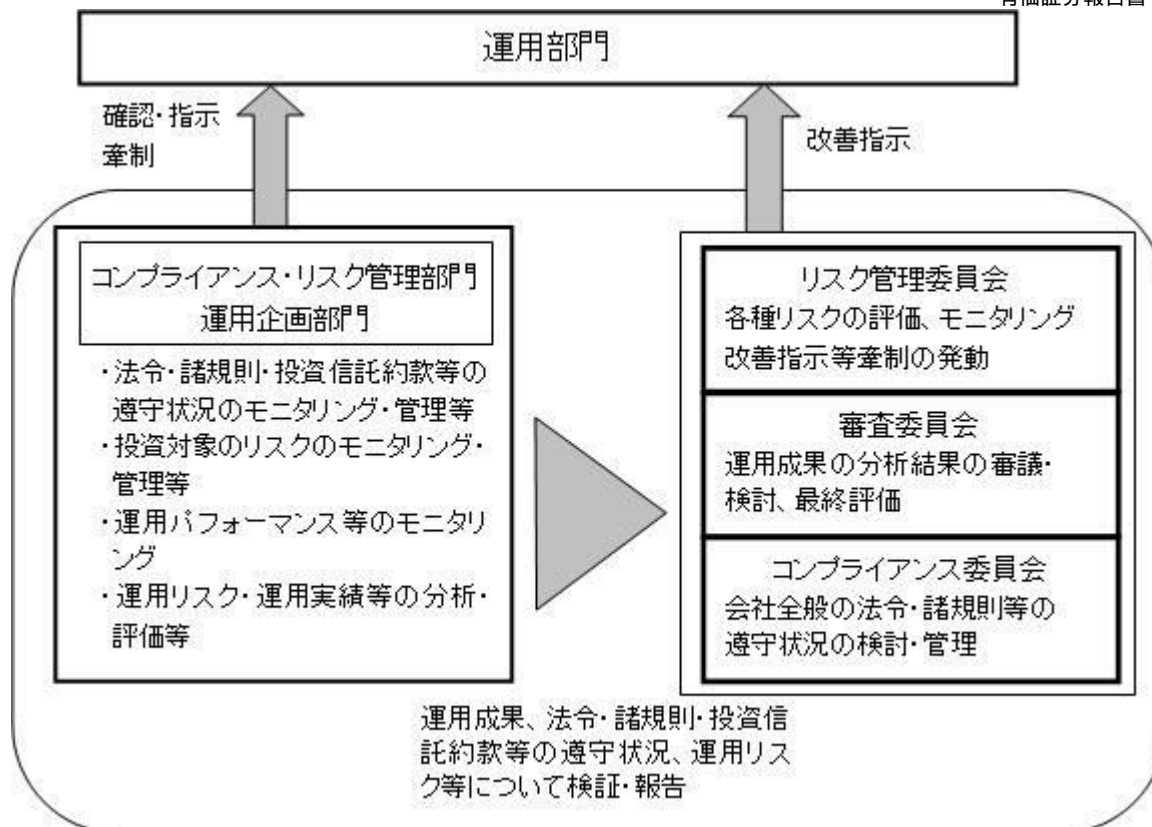 運用部門
確認・指示
牽制
改善指示
コンプライアンス・リスク管理部門
運用企画部門
・法令・諸規則・投資信託約款等の
遵守状況のモニタリング・管理等
・投資対象のリスクのモニタリング・
管理等
・運用パフォーマンス等のモニタリ
ング
・運用リスク・運用実績等の分析・
評価等
リスク管理委員会
各種リスクの評価、モニタリング
改善指示等牽制の発動
審査委員会
運用成果の分析結果の審議・
検討、最終評価
コンプライアンス委員会
会社全般の法令・諸規則等の
遵守状況の検討・管理
運用成果、法令・諸規則・投資信
託約款等の遵守状況、運用リス
ク等について検証・報告